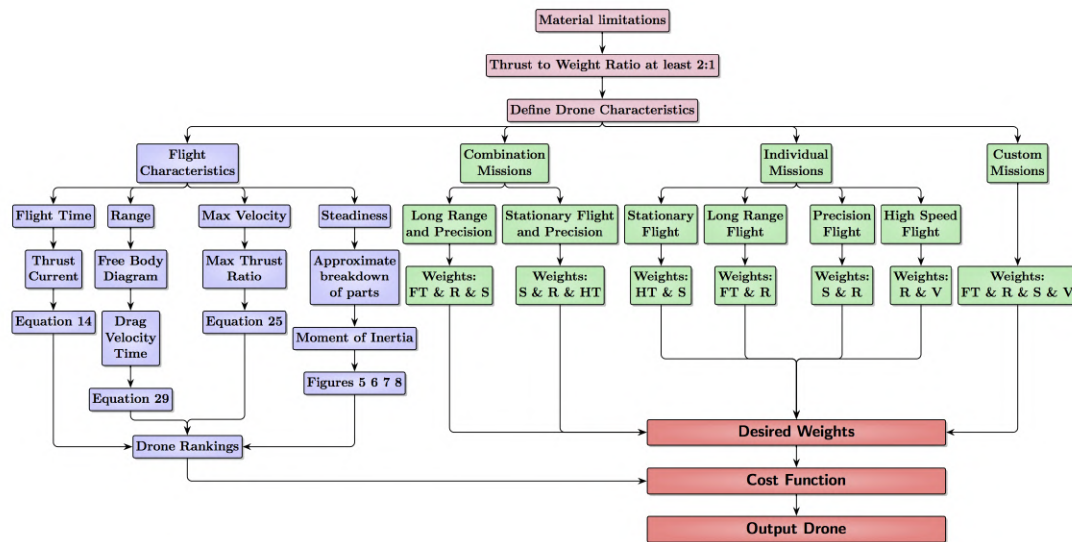 Material limitations
Thrust to Weight Ratio at least 2:1
Define Drone Characteristics
Flight
Characteristics
Combination
Missions
Individual
Missions
Custom
Missions
Flight Time
Range
Max Velocity
Steadiness
Long Range
and Precision
Stationary Flight
and Precision
Stationary
Flight
Long Range
Flight
Precision
Flight
High Speed
Flight
Thrust
Current
Free Body
Diagram
Max Thrust
Ratio
Approximate
breakdown
of parts
Weights:
FT & R & S
Weights:
S & R & HT
Weights:
HT & S
Weights:
FT & R
Weights:
S & R
Weights:
R & V
Weights:
FT & R & S & V
Equation 14
Drag
Velocity
Time
Equation 25
Moment of Inertia
Equation 29
Figures 5 6 7 8
Drone Rankings
Desired Weights
Cost Function
Output Drone